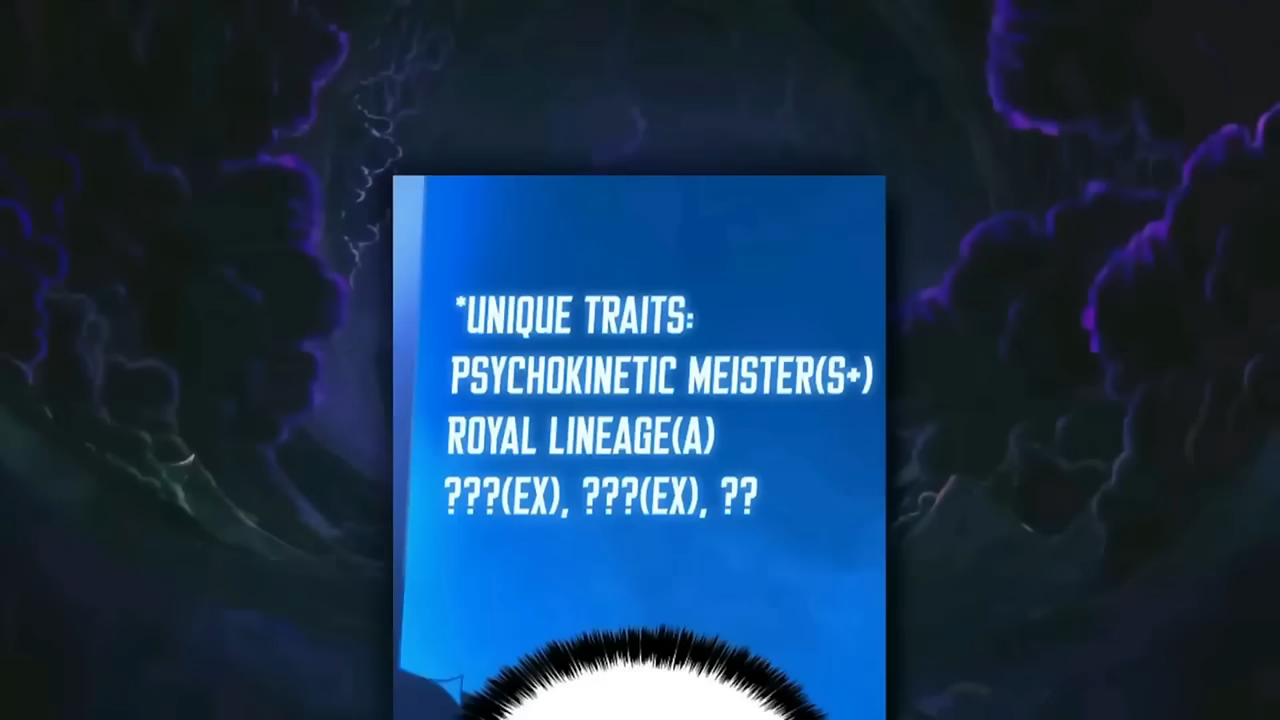 *UNIQUE TRAITS:
PSYCHOKINETIC MEISTER(S+)
ROYAL LINEAGE(A)
???(EX), ???(EX), ??